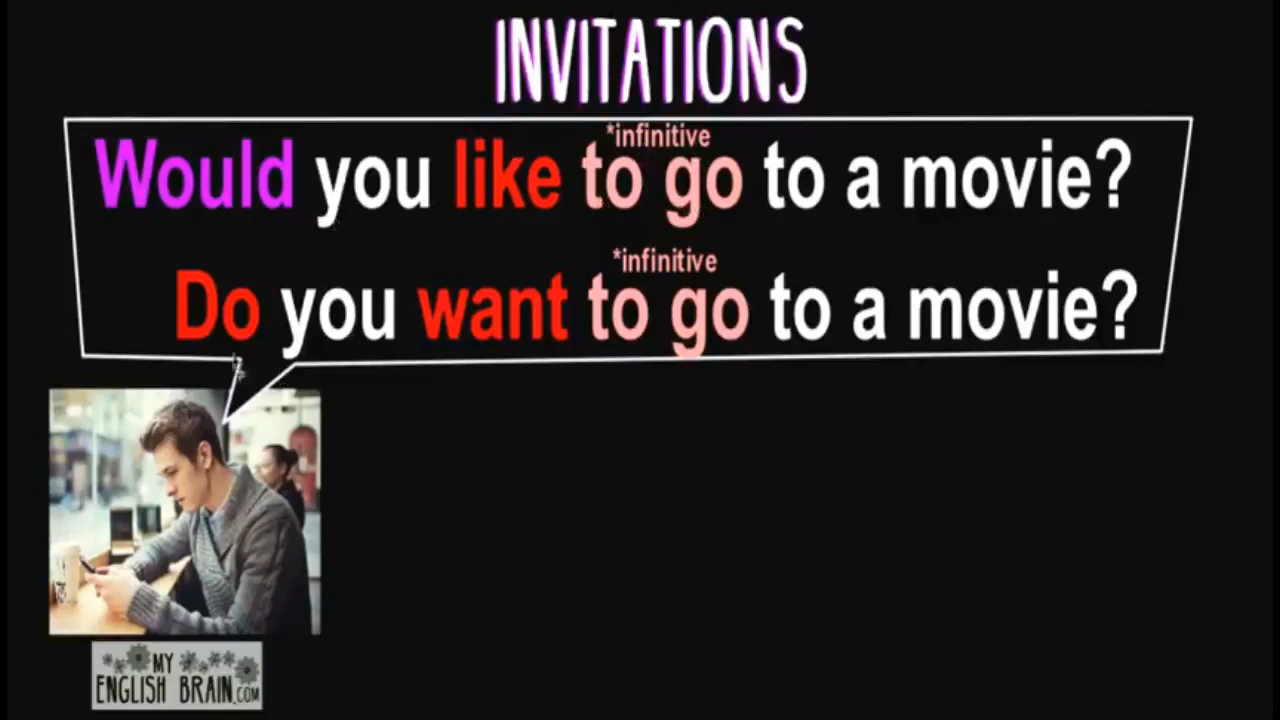 INVITATIONS
*infinitive
Would you like to go to a movie?
*infinitive
Do you want to go to a movie?
MY
ENGLISH BRAIN.COM